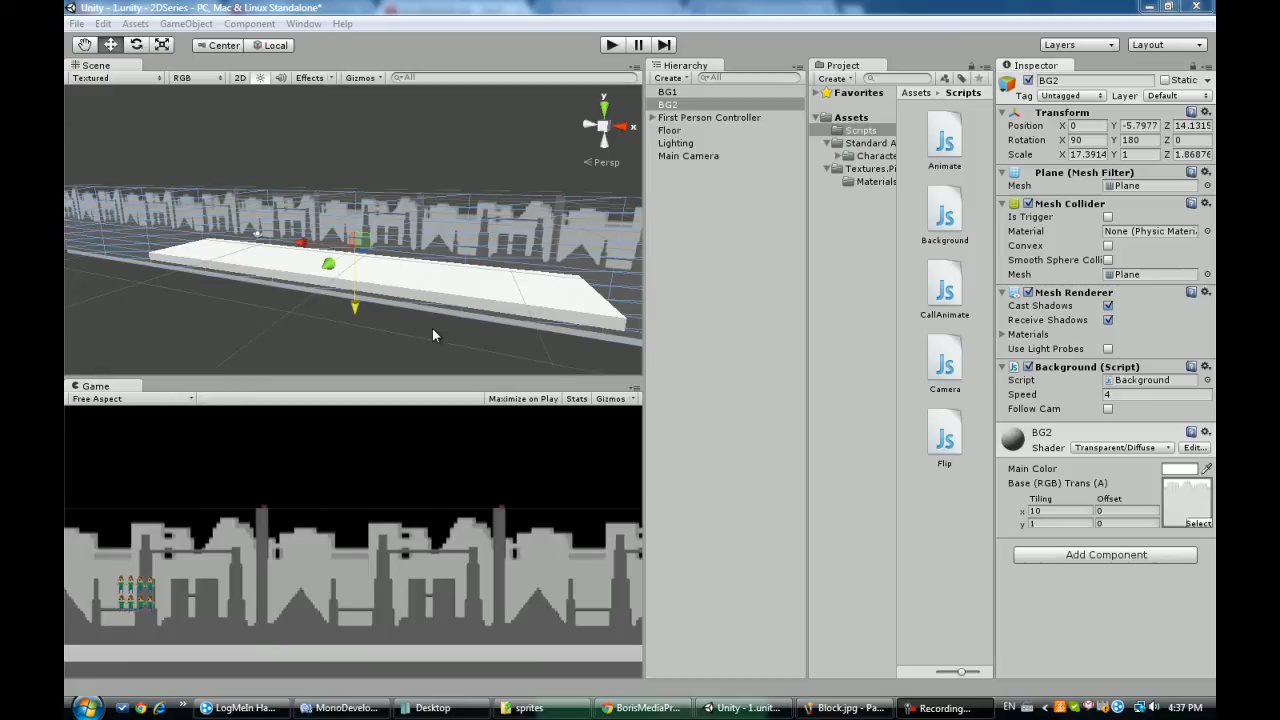 Unity - 1.unity - 2DSeries - PC, Mac & Linux Standalone*
File Edit Assets GameObject Component Window Help
Center Local Layers Layout
Scene
Textured RGB 2D Effects Gizmos All
y
x
Persp
Game
Free Aspect Maximize on Play Stats Gizmos
Hierarchy
Create All
BG1
BG2
First Person Controller
Floor
Lighting
Main Camera
Project
Create
Favorites
Assets
Scripts
Standard A
Characte
Textures.Pi
Materials
Assets Scripts
Animate
Background
CallAnimate
Camera
Flip
Inspector
BG2 Static
Tag Untagged Layer Default
Transform
Position X 0 Y -5.7977 Z 14.1315
Rotation X 90 Y 180 Z 0
Scale X 17.3914 Y 1 Z 1.86876
Plane (Mesh Filter)
Mesh Plane
Mesh Collider
Is Trigger
Material None (Physic Materi
Convex
Smooth Sphere Colli
Mesh Plane
Mesh Renderer
Cast Shadows
Receive Shadows
Materials
Use Light Probes
Background (Script)
Script Background
Speed 4
Follow Cam
BG2
Shader Transparent/Diffuse Edit...
Main Color
Base (RGB) Trans (A)
Tiling Offset
x 10 0
y 1 0
Select
Add Component
LogMeIn Ha... MonoDevelo... Desktop sprites BorisMediaPr... Unity - 1.unit... Block.jpg - Pa... Recording... EN 4:37 PM